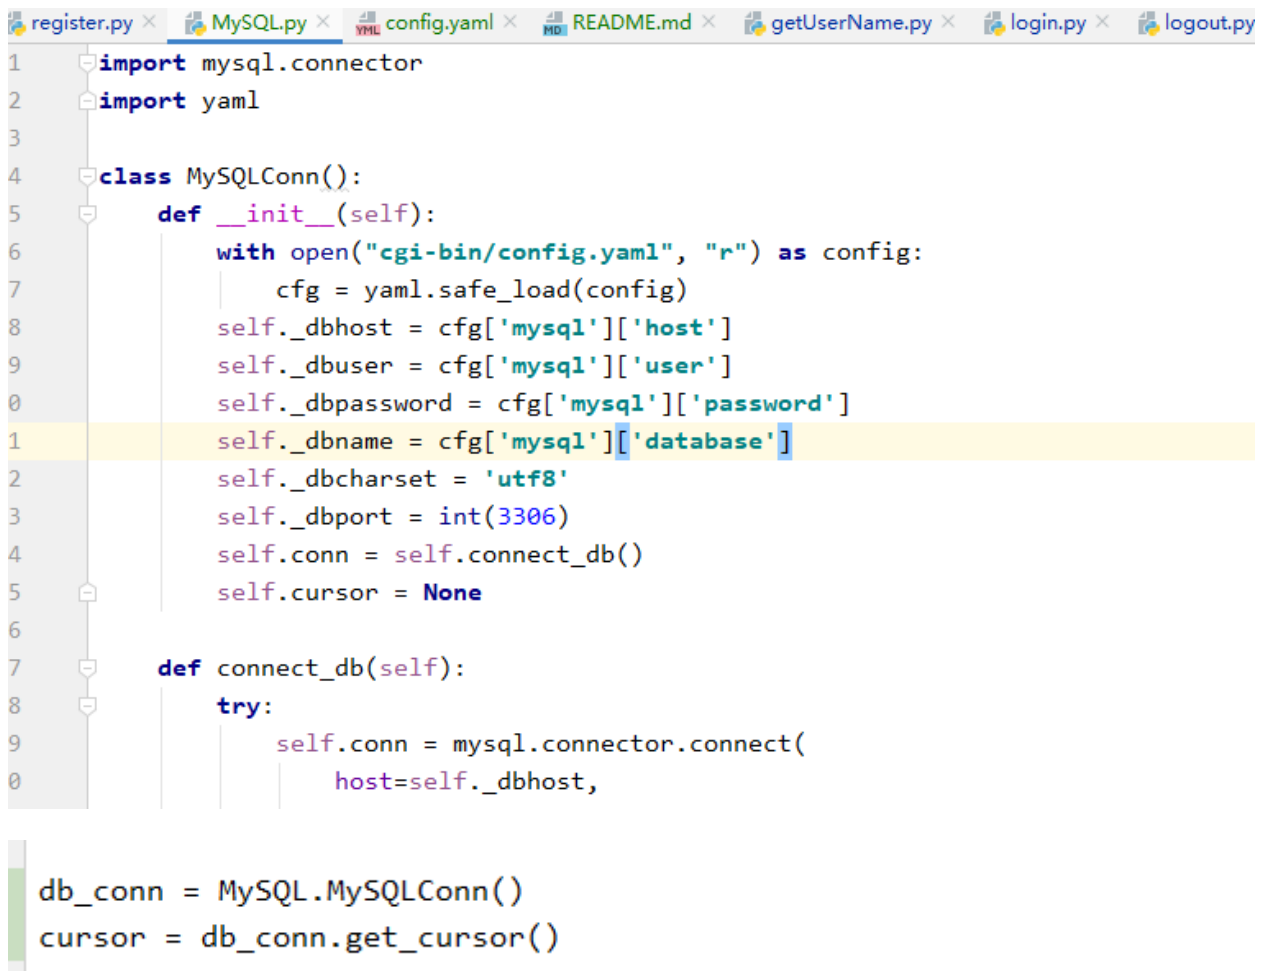 register.py × MySQL.py × config.yaml × README.md × getUserName.py × login.py × logout.py
1 import mysql.connector
2 import yaml
3
4 class MySQLConn():
5 def __init__(self):
6 with open("cgi-bin/config.yaml", "r") as config:
7 cfg = yaml.safe_load(config)
8 self._dbhost = cfg['mysql']['host']
9 self._dbuser = cfg['mysql']['user']
0 self._dbpassword = cfg['mysql']['password']
1 self._dbname = cfg['mysql']['database']
2 self._dbcharset = 'utf8'
3 self._dbport = int(3306)
4 self.conn = self.connect_db()
5 self.cursor = None
6
7 def connect_db(self):
8 try:
9 self.conn = mysql.connector.connect(
0 host=self._dbhost,
db_conn = MySQL.MySQLConn()
cursor = db_conn.get_cursor()